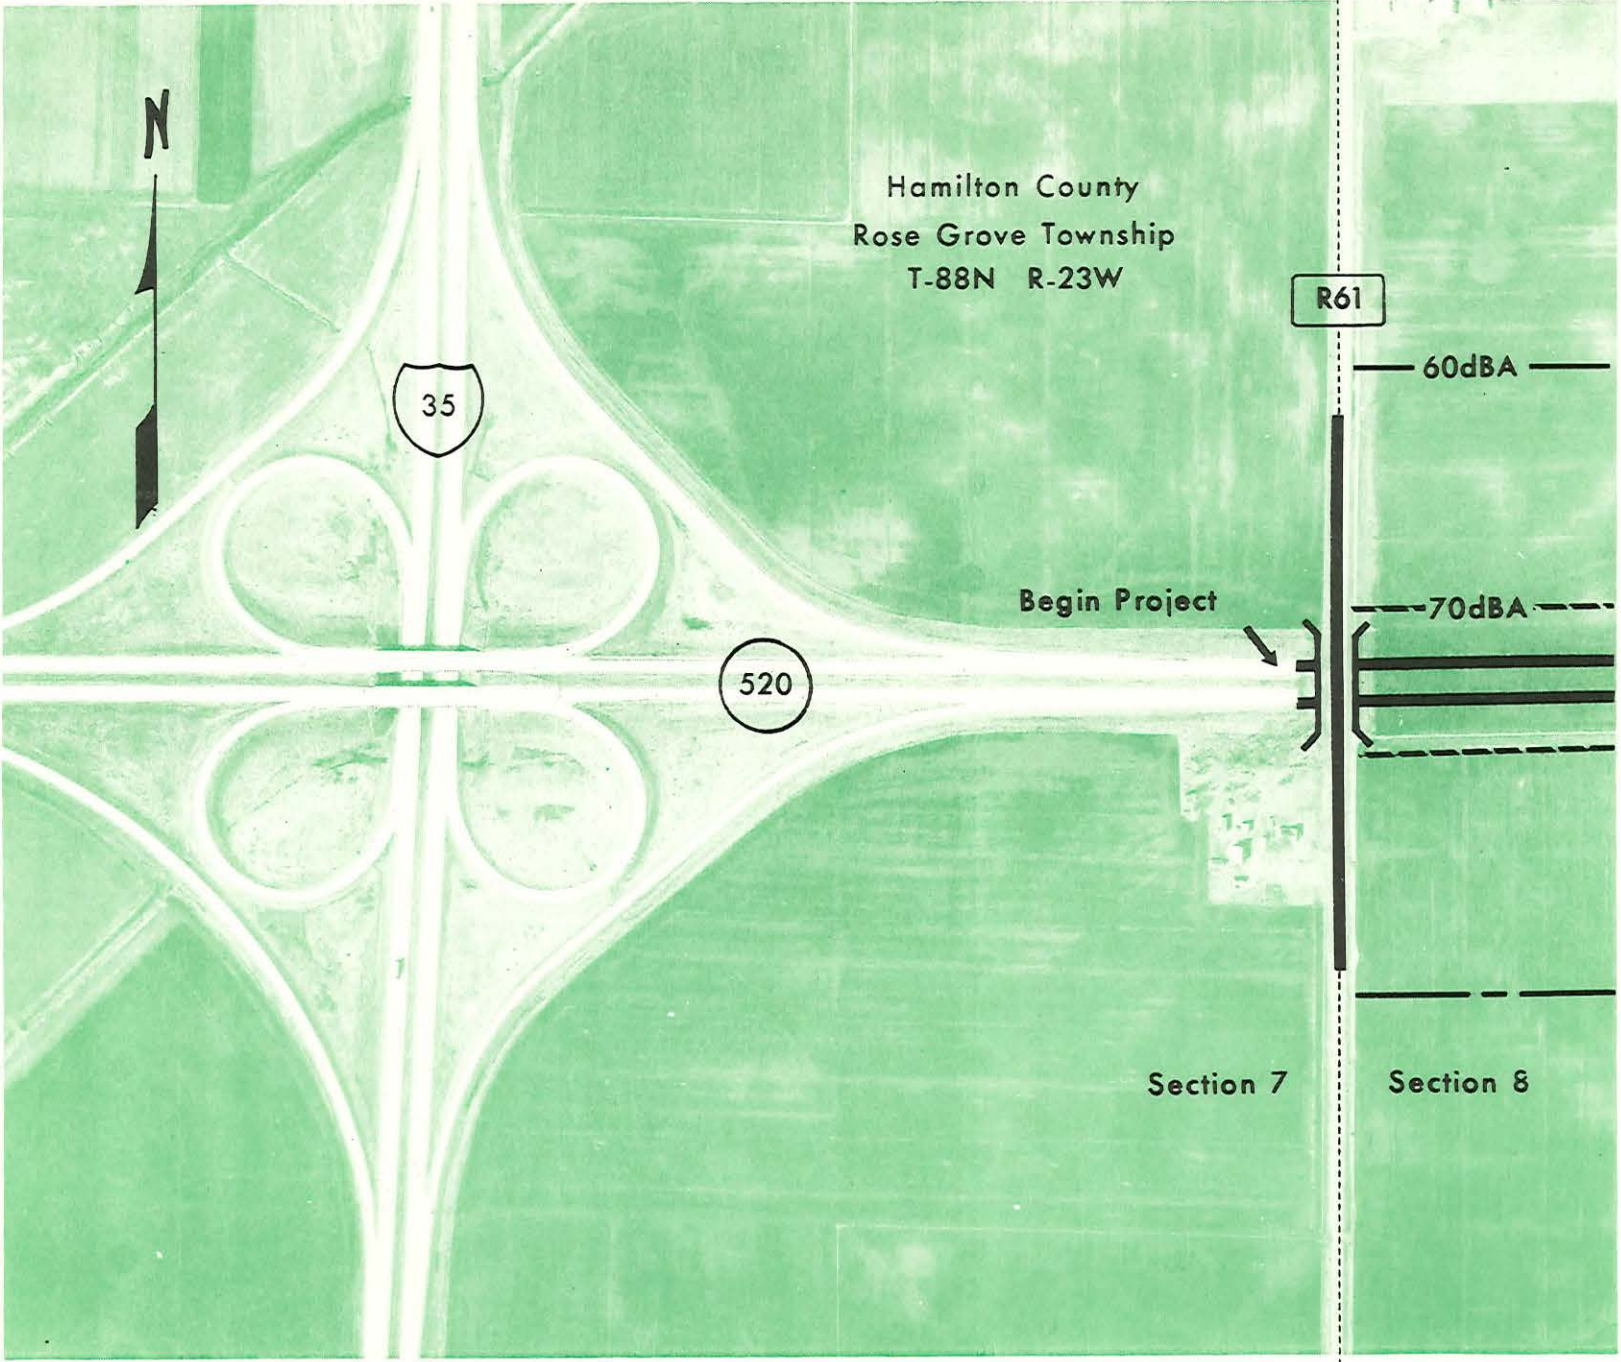 N
Hamilton County
Rose Grove Township
T-88N R-23W
R61
60dBA
35
Begin Project
70dBA
520
Section 7
Section 8